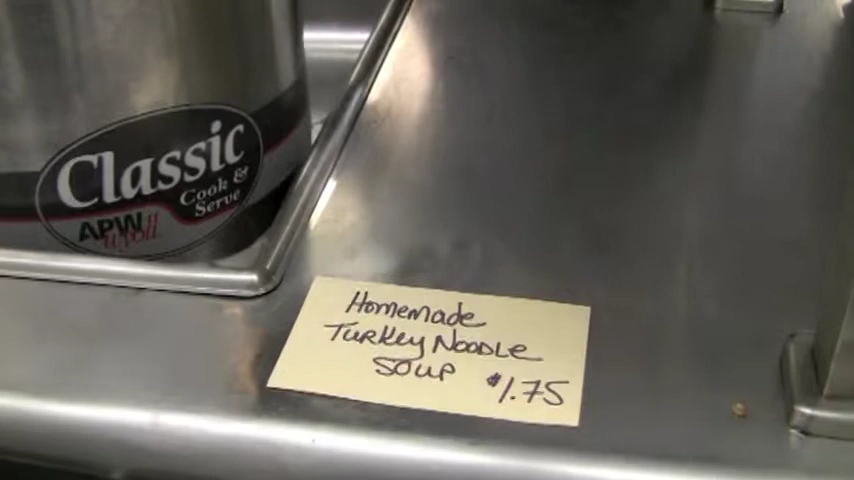 Classic
Cook &
Serve
APW
wyott
Homemade
Turkey Noodle
Soup $1.75